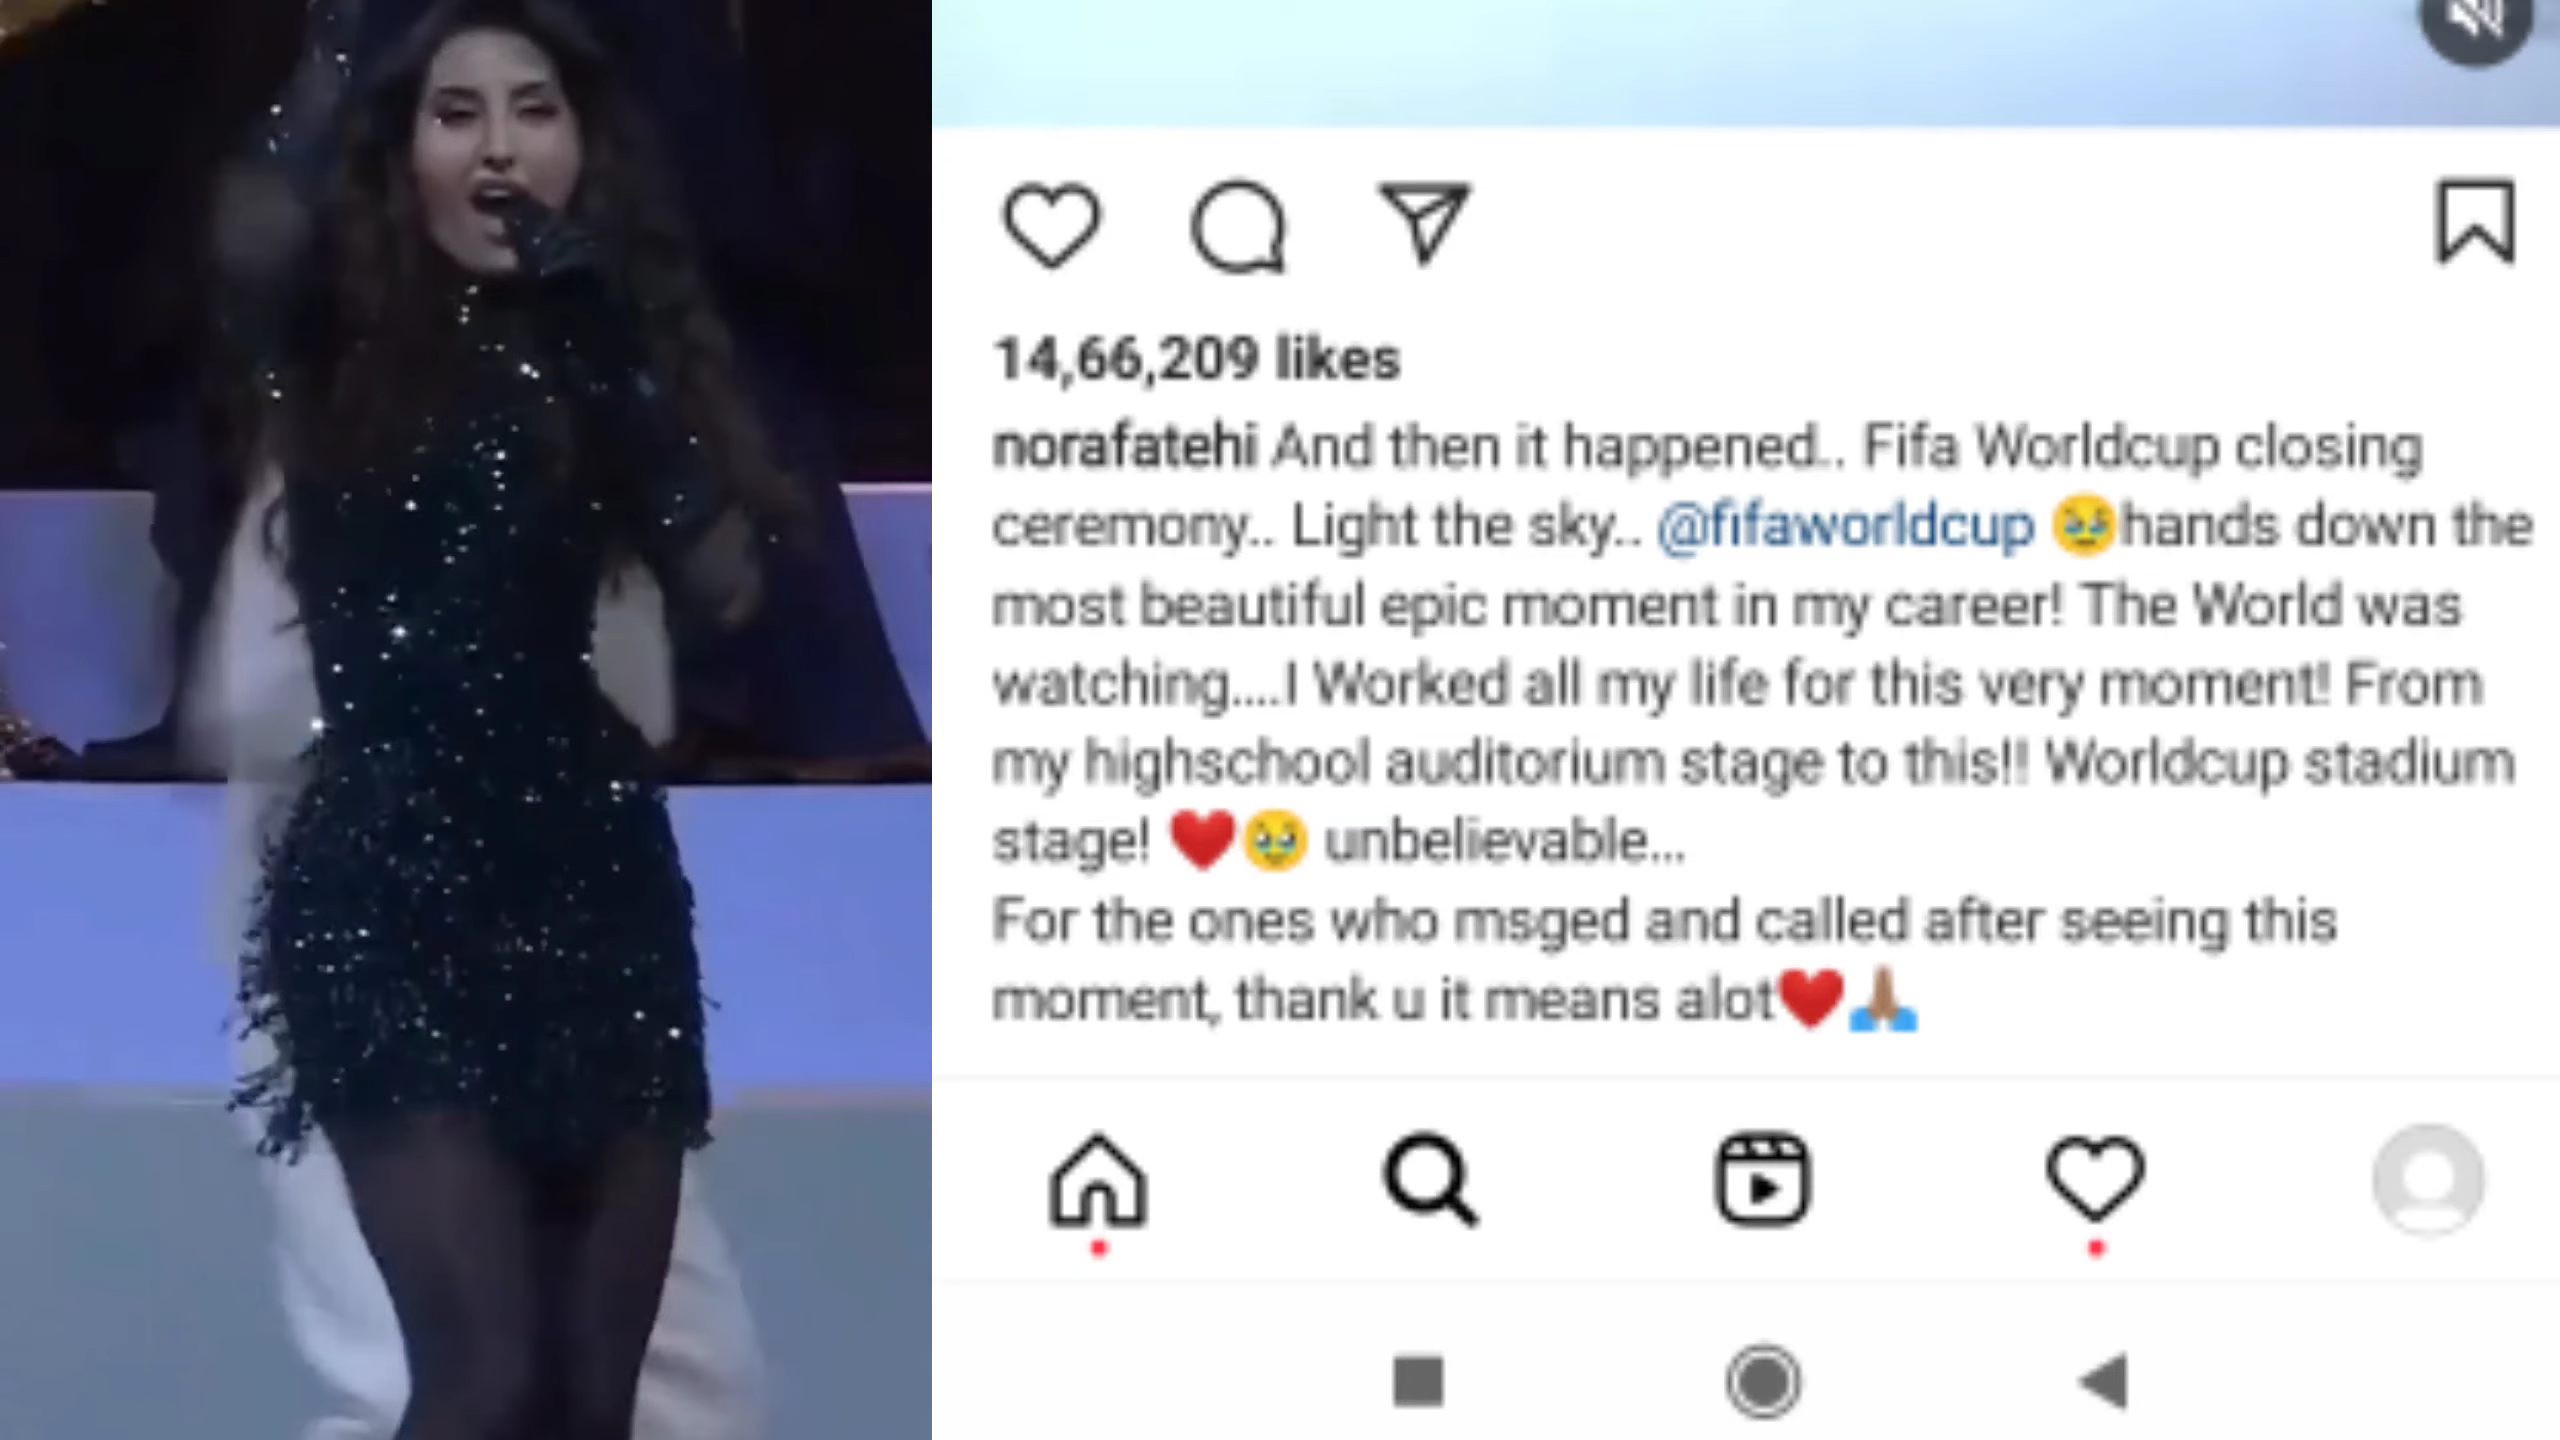 14,66,209 likes
norafatehi And then it happened.. Fifa Worldcup closing
ceremony.. Light the sky.. @fifaworldcup 🥹hands down the
most beautiful epic moment in my career! The World was
watching....I Worked all my life for this very moment! From
my highschool auditorium stage to this!! Worldcup stadium
stage! ❤️🥹 unbelievable...
For the ones who msged and called after seeing this
moment, thank u it means alot❤️🙏🏽